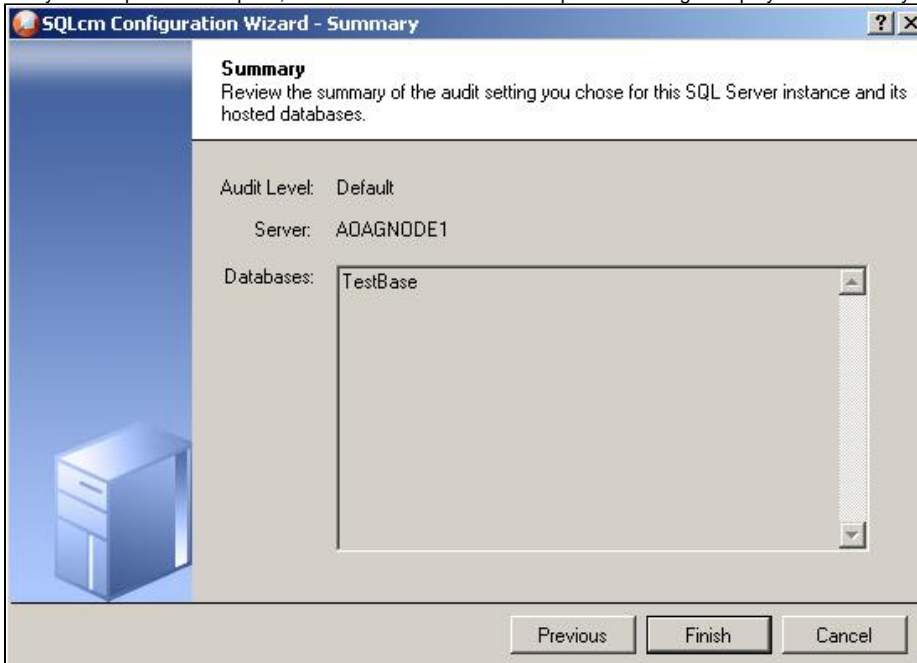 SQLcm Configuration Wizard - Summary
Summary
Review the summary of the audit setting you chose for this SQL Server instance and its
hosted databases.
Audit Level: Default
Server: AOAGNODE1
Databases: TestBase
Previous Finish Cancel